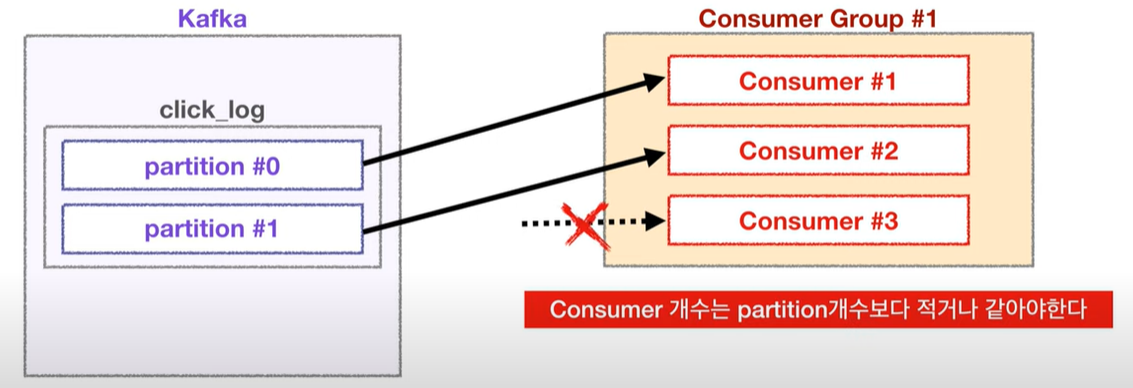 Kafka
click_log
partition #0
partition #1
Consumer Group #1
Consumer #1
Consumer #2
Consumer #3
Consumer 개수는 partition개수보다 적거나 같아야한다